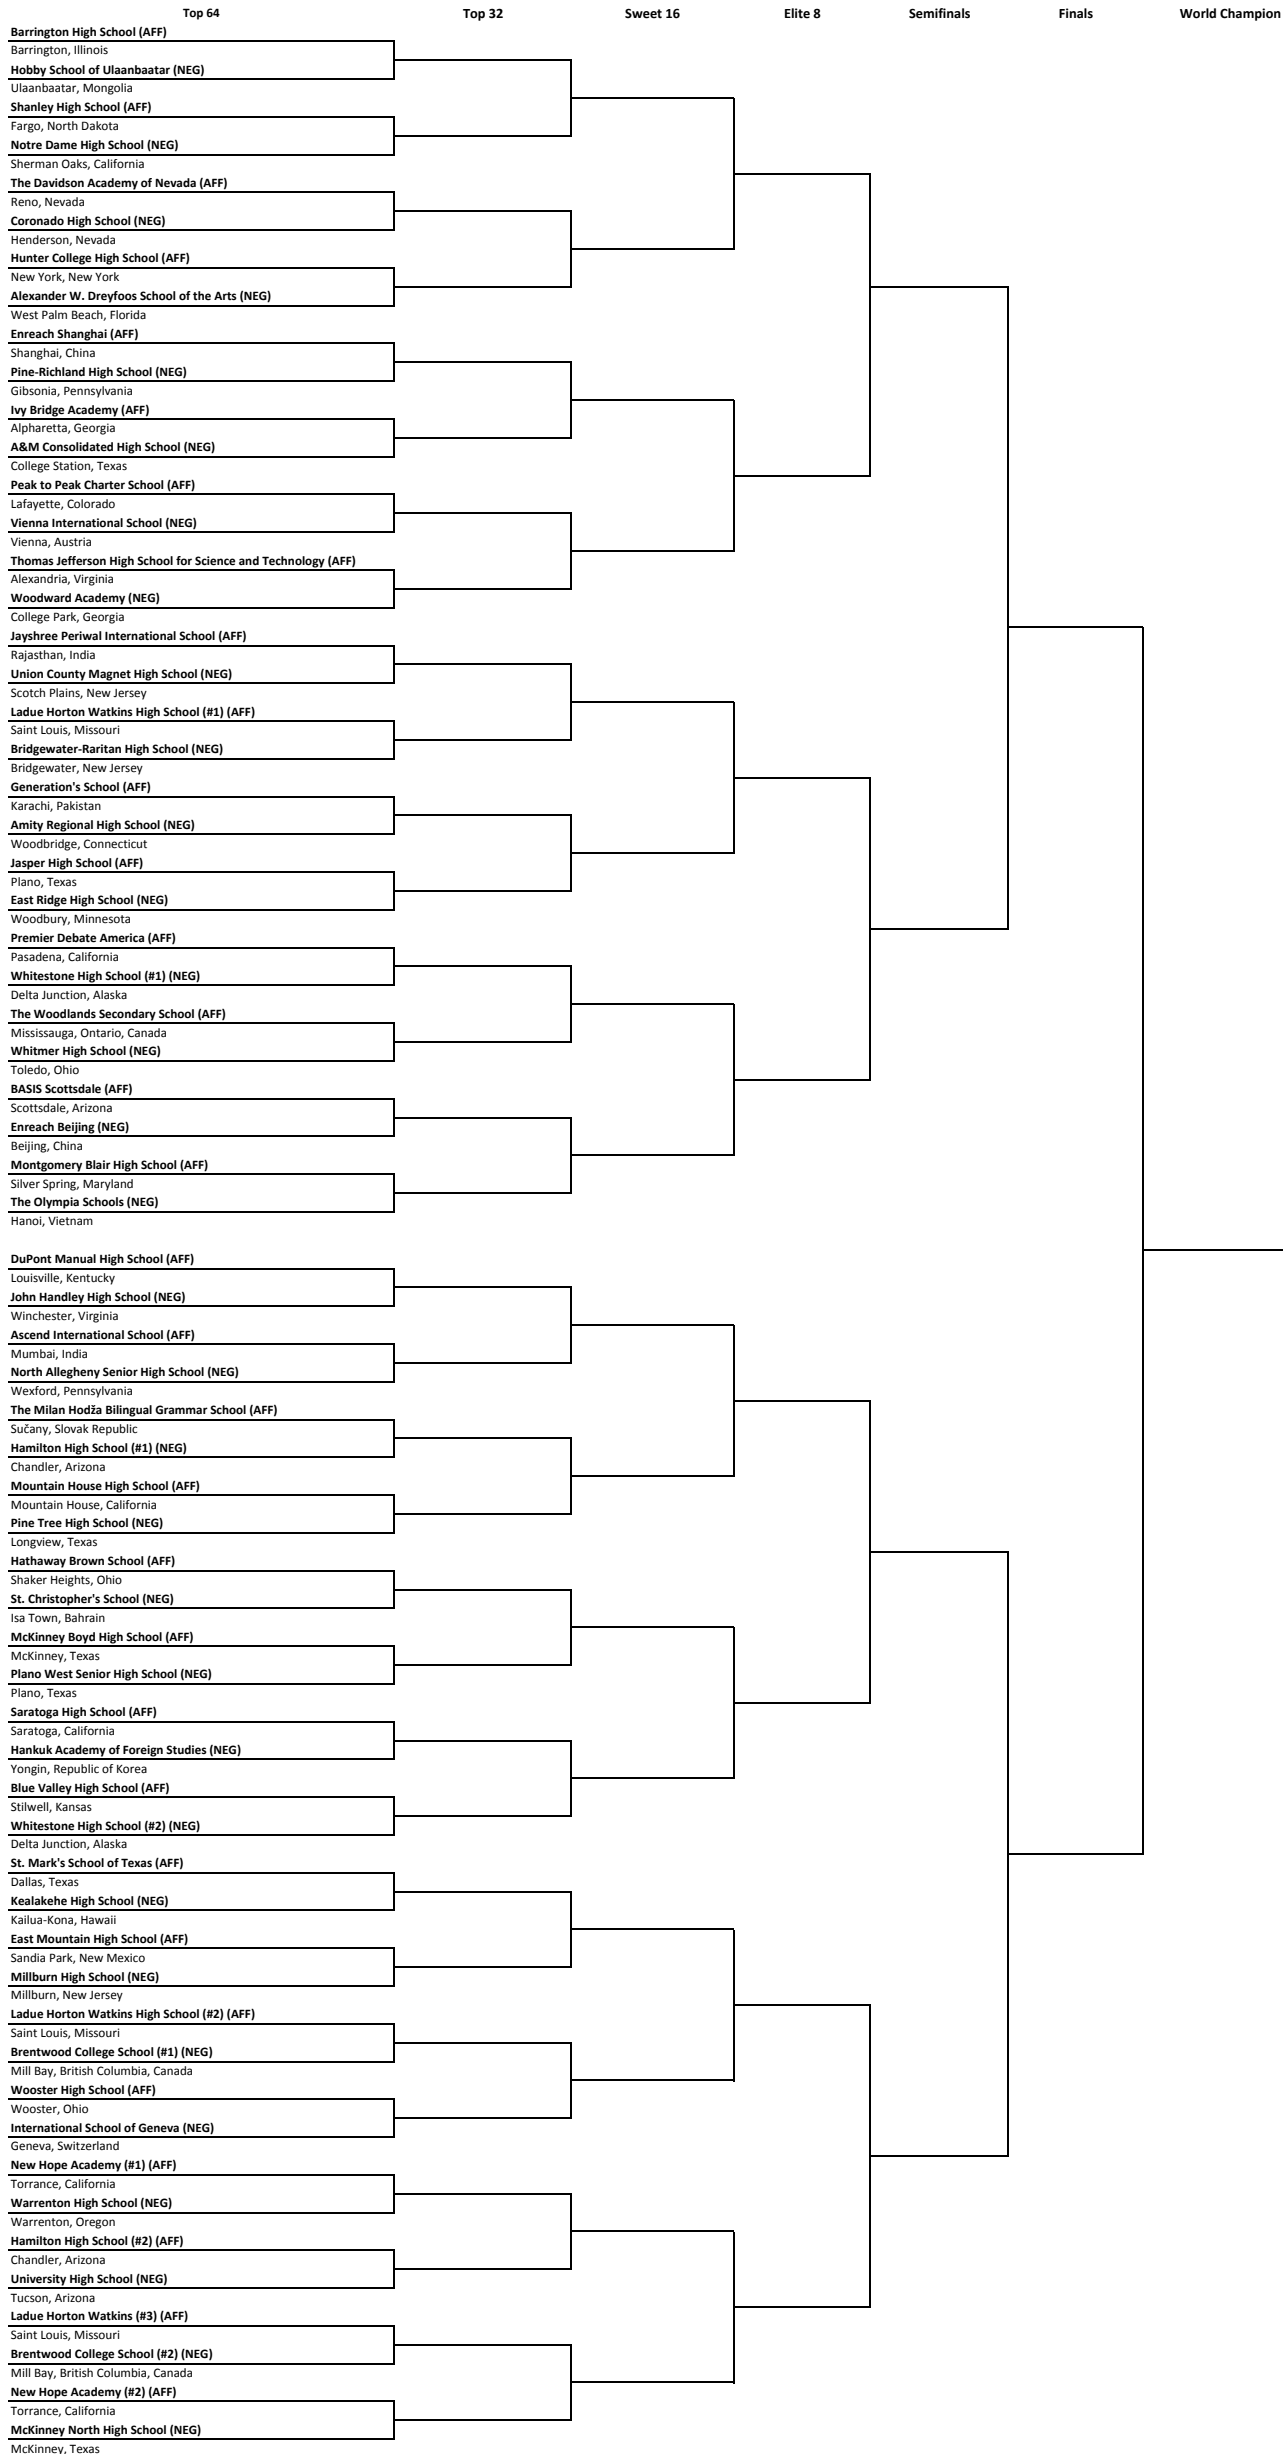 Top 64 Top 32 Sweet 16 Elite 8 Semifinals Finals World Champion
Barrington High School (AFF)
Barrington, Illinois
Hobby School of Ulaanbaatar (NEG)
Ulaanbaatar, Mongolia
Shanley High School (AFF)
Fargo, North Dakota
Notre Dame High School (NEG)
Sherman Oaks, California
The Davidson Academy of Nevada (AFF)
Reno, Nevada
Coronado High School (NEG)
Henderson, Nevada
Hunter College High School (AFF)
New York, New York
Alexander W. Dreyfoos School of the Arts (NEG)
West Palm Beach, Florida
Enreach Shanghai (AFF)
Shanghai, China
Pine-Richland High School (NEG)
Gibsonia, Pennsylvania
Ivy Bridge Academy (AFF)
Alpharetta, Georgia
A&M Consolidated High School (NEG)
College Station, Texas
Peak to Peak Charter School (AFF)
Lafayette, Colorado
Vienna International School (NEG)
Vienna, Austria
Thomas Jefferson High School for Science and Technology (AFF)
Alexandria, Virginia
Woodward Academy (NEG)
College Park, Georgia
Jayshree Periwal International School (AFF)
Rajasthan, India
Union County Magnet High School (NEG)
Scotch Plains, New Jersey
Ladue Horton Watkins High School (#1) (AFF)
Saint Louis, Missouri
Bridgewater-Raritan High School (NEG)
Bridgewater, New Jersey
Generation's School (AFF)
Karachi, Pakistan
Amity Regional High School (NEG)
Woodbridge, Connecticut
Jasper High School (AFF)
Plano, Texas
East Ridge High School (NEG)
Woodbury, Minnesota
Premier Debate America (AFF)
Pasadena, California
Whitestone High School (#1) (NEG)
Delta Junction, Alaska
The Woodlands Secondary School (AFF)
Mississauga, Ontario, Canada
Whitmer High School (NEG)
Toledo, Ohio
BASIS Scottsdale (AFF)
Scottsdale, Arizona
Enreach Beijing (NEG)
Beijing, China
Montgomery Blair High School (AFF)
Silver Spring, Maryland
The Olympia Schools (NEG)
Hanoi, Vietnam
DuPont Manual High School (AFF)
Louisville, Kentucky
John Handley High School (NEG)
Winchester, Virginia
Ascend International School (AFF)
Mumbai, India
North Allegheny Senior High School (NEG)
Wexford, Pennsylvania
The Milan Hodža Bilingual Grammar School (AFF)
Sučany, Slovak Republic
Hamilton High School (#1) (NEG)
Chandler, Arizona
Mountain House High School (AFF)
Mountain House, California
Pine Tree High School (NEG)
Longview, Texas
Hathaway Brown School (AFF)
Shaker Heights, Ohio
St. Christopher's School (NEG)
Isa Town, Bahrain
McKinney Boyd High School (AFF)
McKinney, Texas
Plano West Senior High School (NEG)
Plano, Texas
Saratoga High School (AFF)
Saratoga, California
Hankuk Academy of Foreign Studies (NEG)
Yongin, Republic of Korea
Blue Valley High School (AFF)
Stilwell, Kansas
Whitestone High School (#2) (NEG)
Delta Junction, Alaska
St. Mark's School of Texas (AFF)
Dallas, Texas
Kealakehe High School (NEG)
Kailua-Kona, Hawaii
East Mountain High School (AFF)
Sandia Park, New Mexico
Millburn High School (NEG)
Millburn, New Jersey
Ladue Horton Watkins High School (#2) (AFF)
Saint Louis, Missouri
Brentwood College School (#1) (NEG)
Mill Bay, British Columbia, Canada
Wooster High School (AFF)
Wooster, Ohio
International School of Geneva (NEG)
Geneva, Switzerland
New Hope Academy (#1) (AFF)
Torrance, California
Warrenton High School (NEG)
Warrenton, Oregon
Hamilton High School (#2) (AFF)
Chandler, Arizona
University High School (NEG)
Tucson, Arizona
Ladue Horton Watkins (#3) (AFF)
Saint Louis, Missouri
Brentwood College School (#2) (NEG)
Mill Bay, British Columbia, Canada
New Hope Academy (#2) (AFF)
Torrance, California
McKinney North High School (NEG)
McKinney, Texas